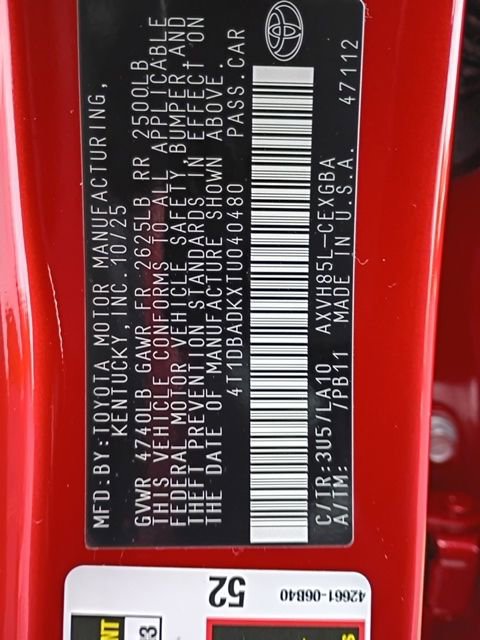 MFD.BY:TOYOTA MOTOR MANUFACTURING,
KENTUCKY, INC 10/25
GVWR 4740LB GAWR FR 2625LB RR 2500LB
THIS VEHICLE CONFORMS TO ALL APPLICABLE
FEDERAL MOTOR VEHICLE SAFETY,BUMPER,AND
THEFT PREVENTION STANDARDS IN EFFECT ON
THE DATE OF MANUFACTURE SHOWN ABOVE.
4T1DBADKXTU040480 PASS.CAR
C/TR:3U5/LA10 AXVH85L-CEXGBA
A/TM: /PB11 MADE IN U.S.A. 47112
52
42661-06B40